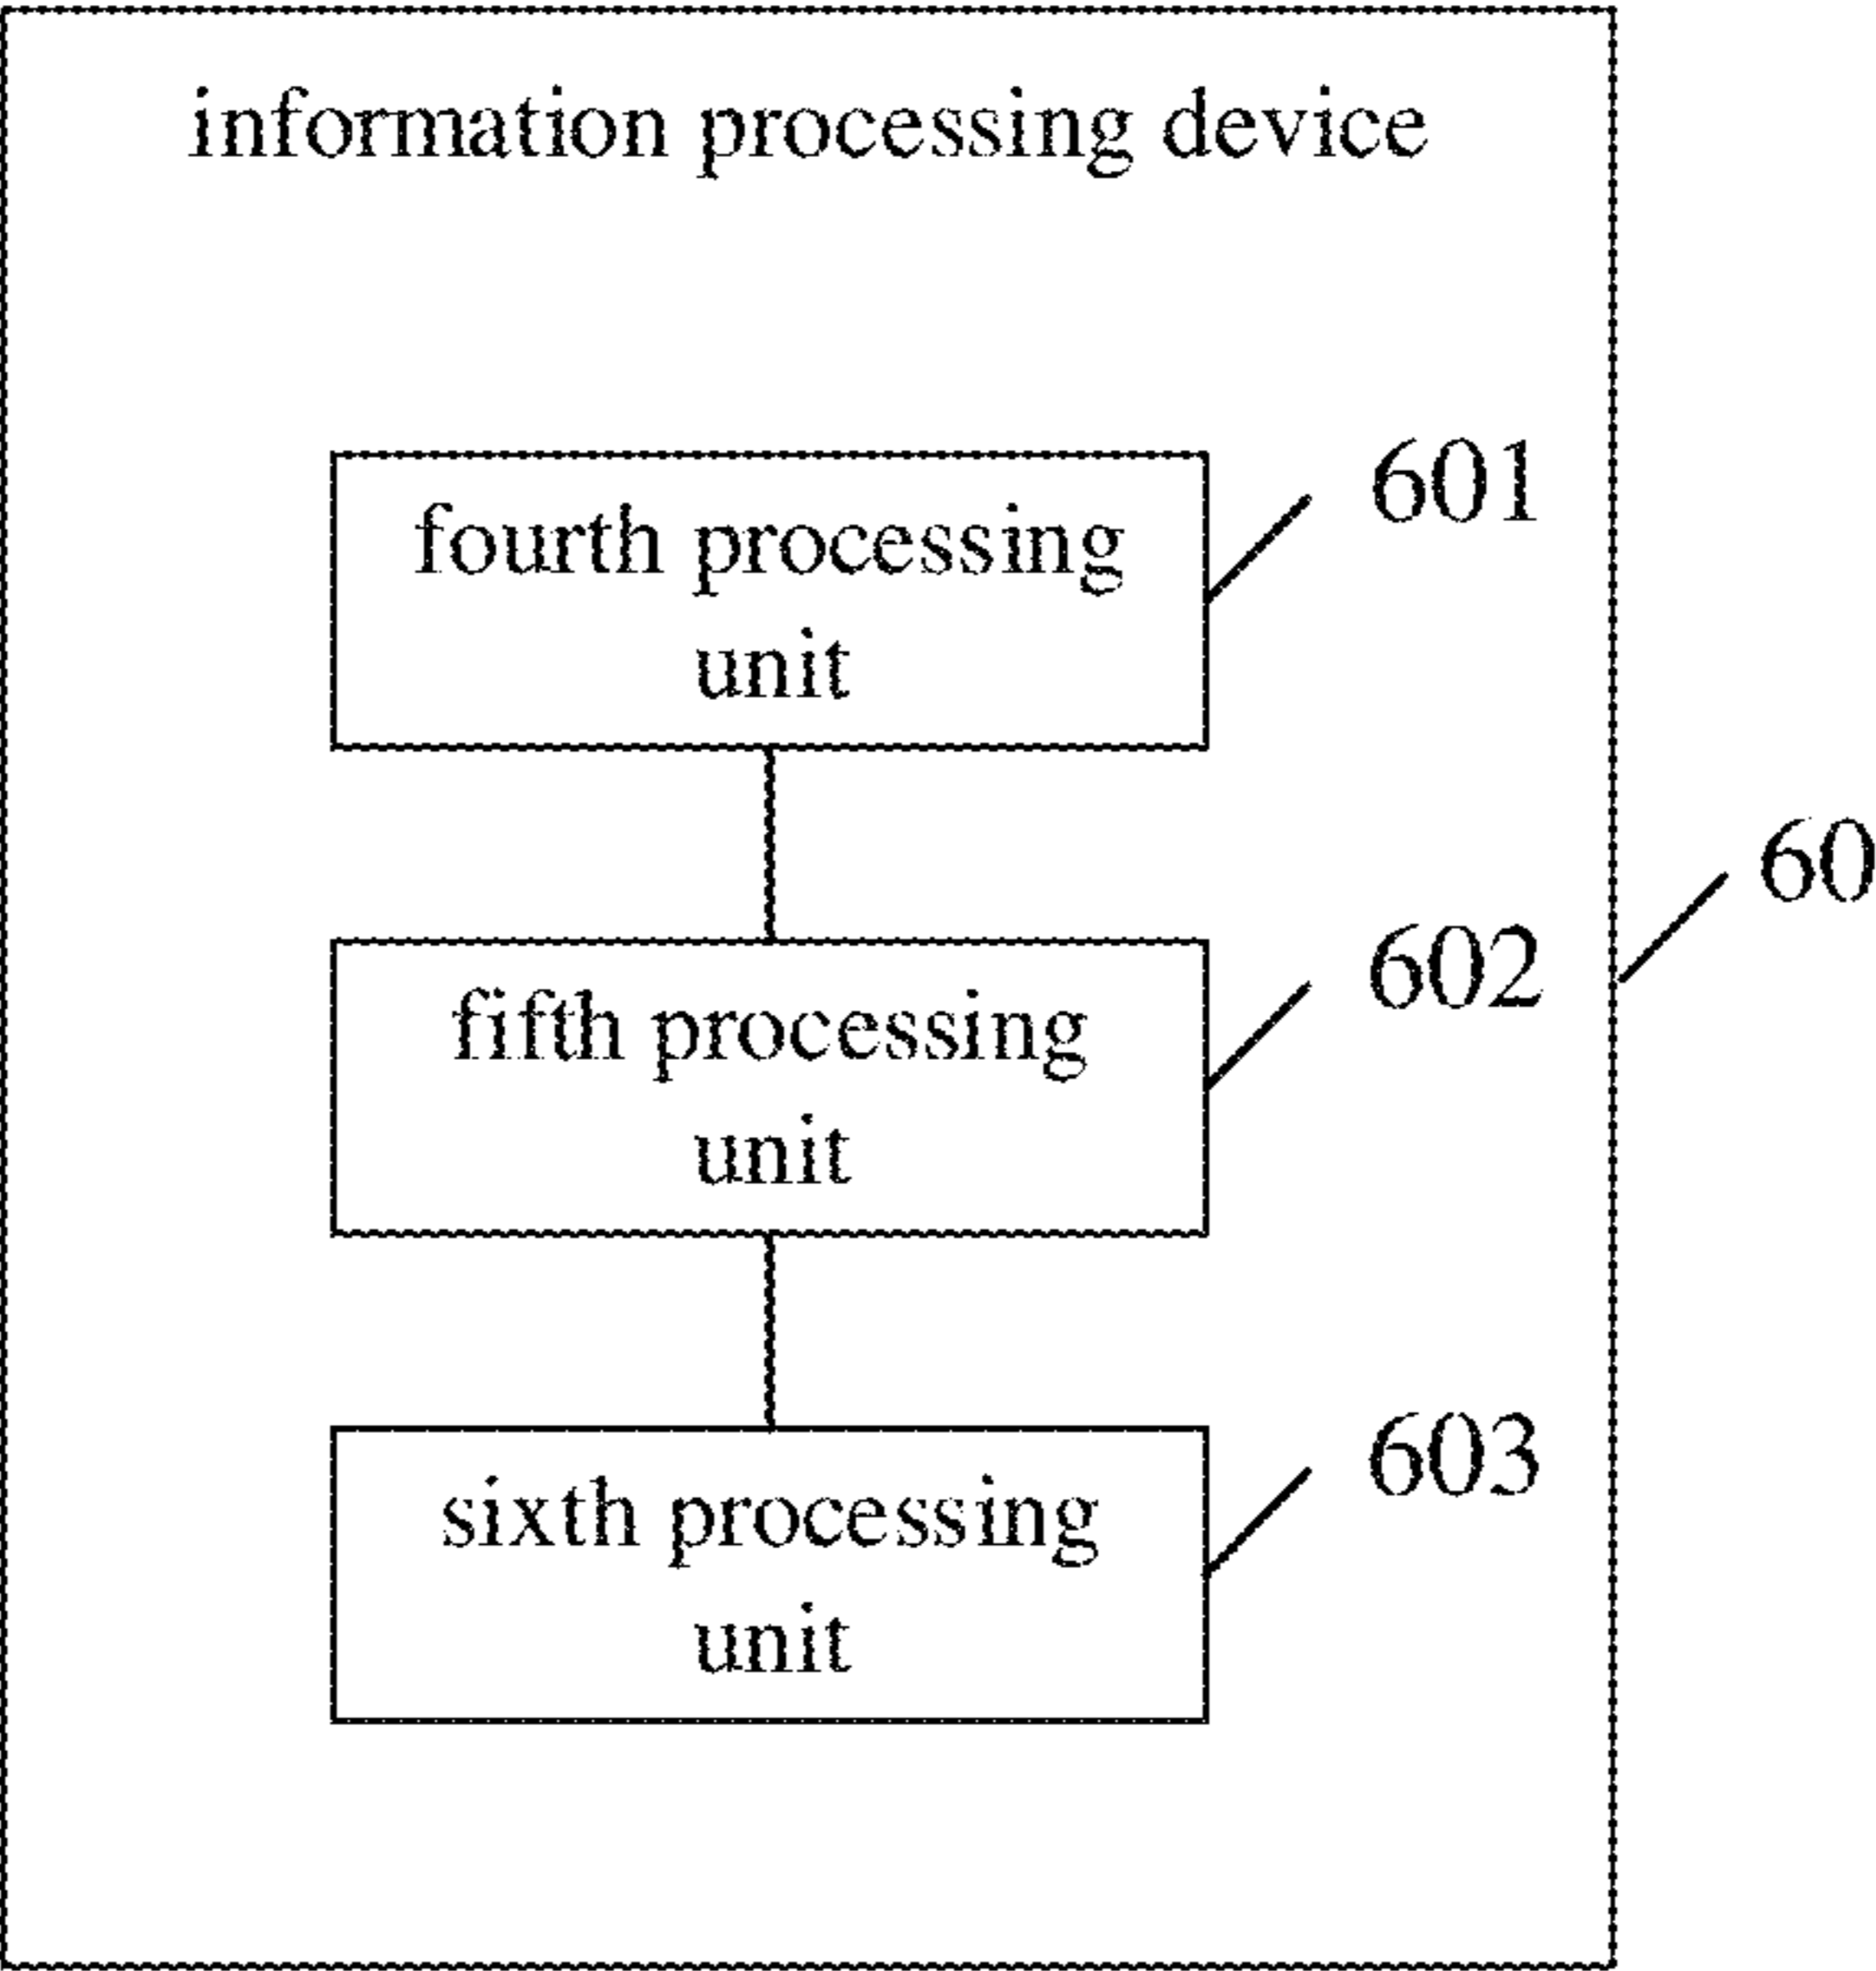 information processing device
601
fourth processing
unit
60
602
fifth processing
unit
603
sixth processing
unit